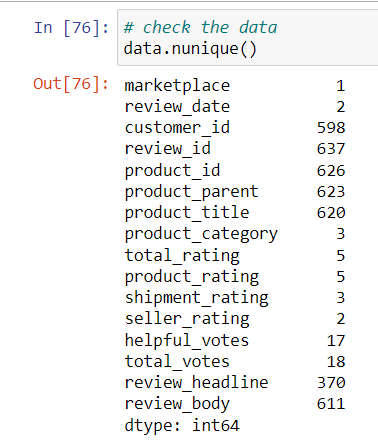 In [76]: # check the data
data.nunique()
Out[76]: marketplace 1
review_date 2
customer_id 598
review_id 637
product_id 626
product_parent 623
product_title 620
product_category 3
total_rating 5
product_rating 5
shipment_rating 3
seller_rating 2
helpful_votes 17
total_votes 18
review_headline 370
review_body 611
dtype: int64